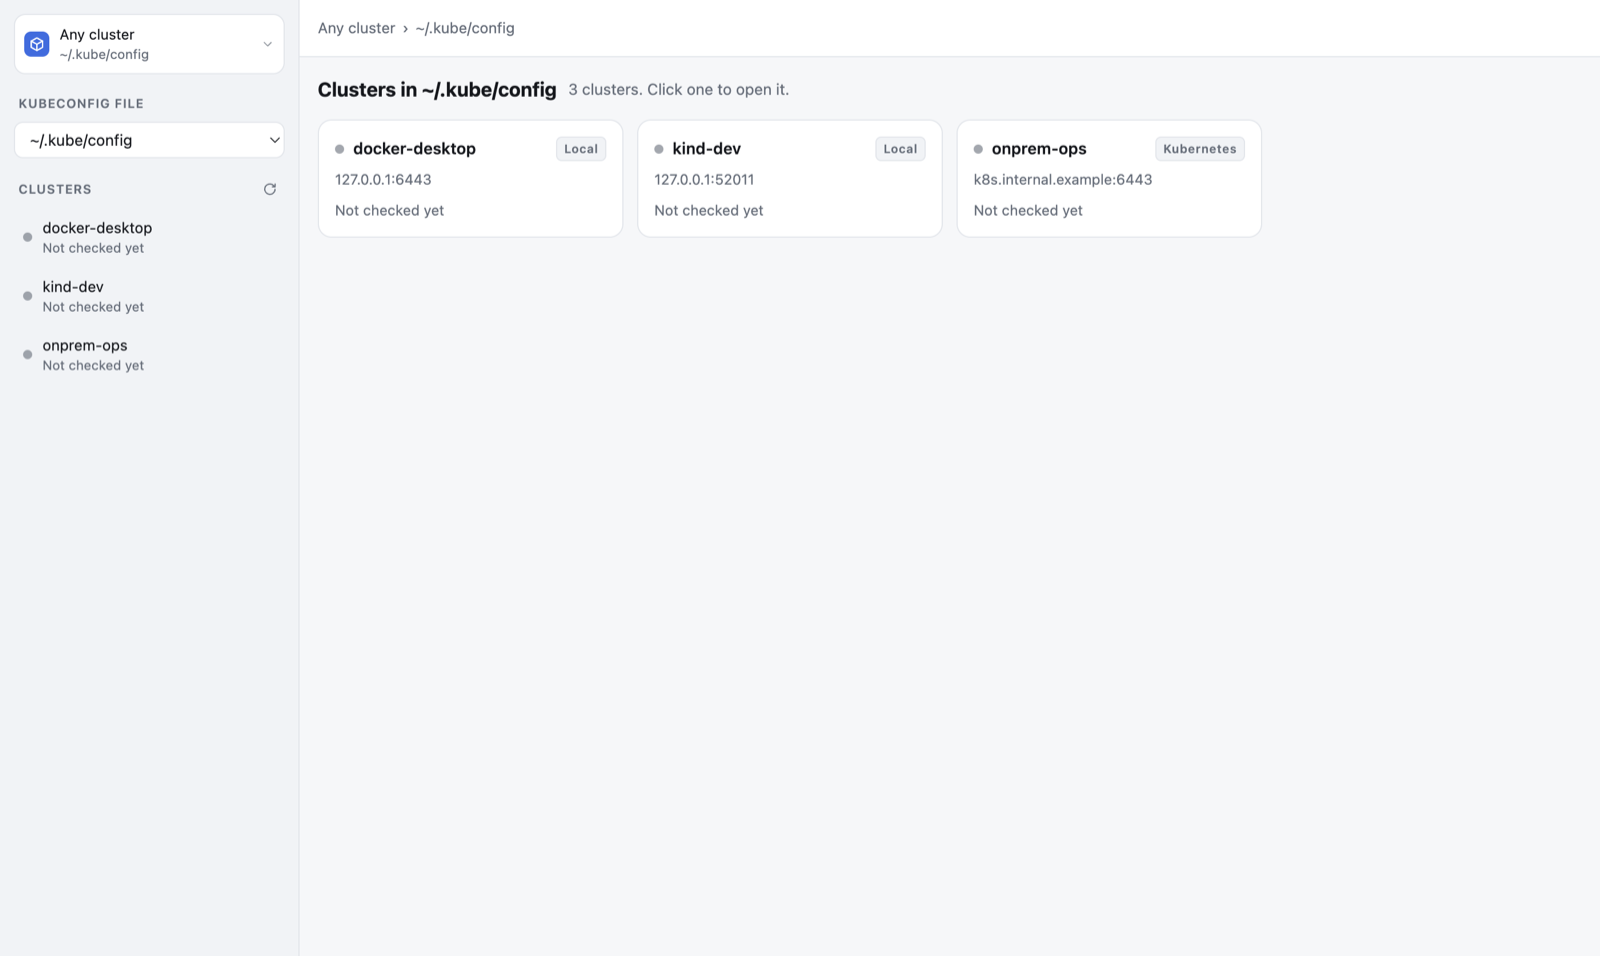 Any cluster
~/.kube/config
KUBECONFIG FILE
~/.kube/config
CLUSTERS
docker-desktop
Not checked yet
kind-dev
Not checked yet
onprem-ops
Not checked yet
Any cluster › ~/.kube/config
Clusters in ~/.kube/config 3 clusters. Click one to open it.
docker-desktop Local
127.0.0.1:6443
Not checked yet
kind-dev Local
127.0.0.1:52011
Not checked yet
onprem-ops Kubernetes
k8s.internal.example:6443
Not checked yet